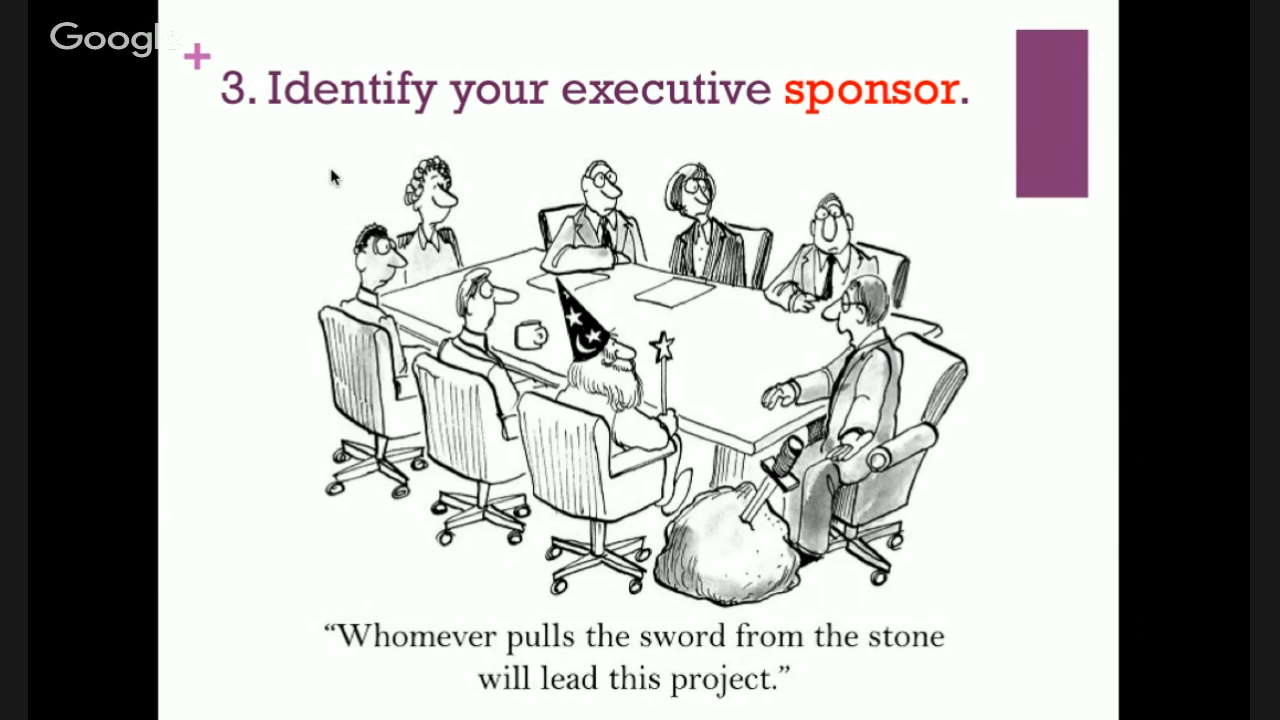 Google
+
3. Identify your executive sponsor.
“Whomever pulls the sword from the stone
will lead this project.”